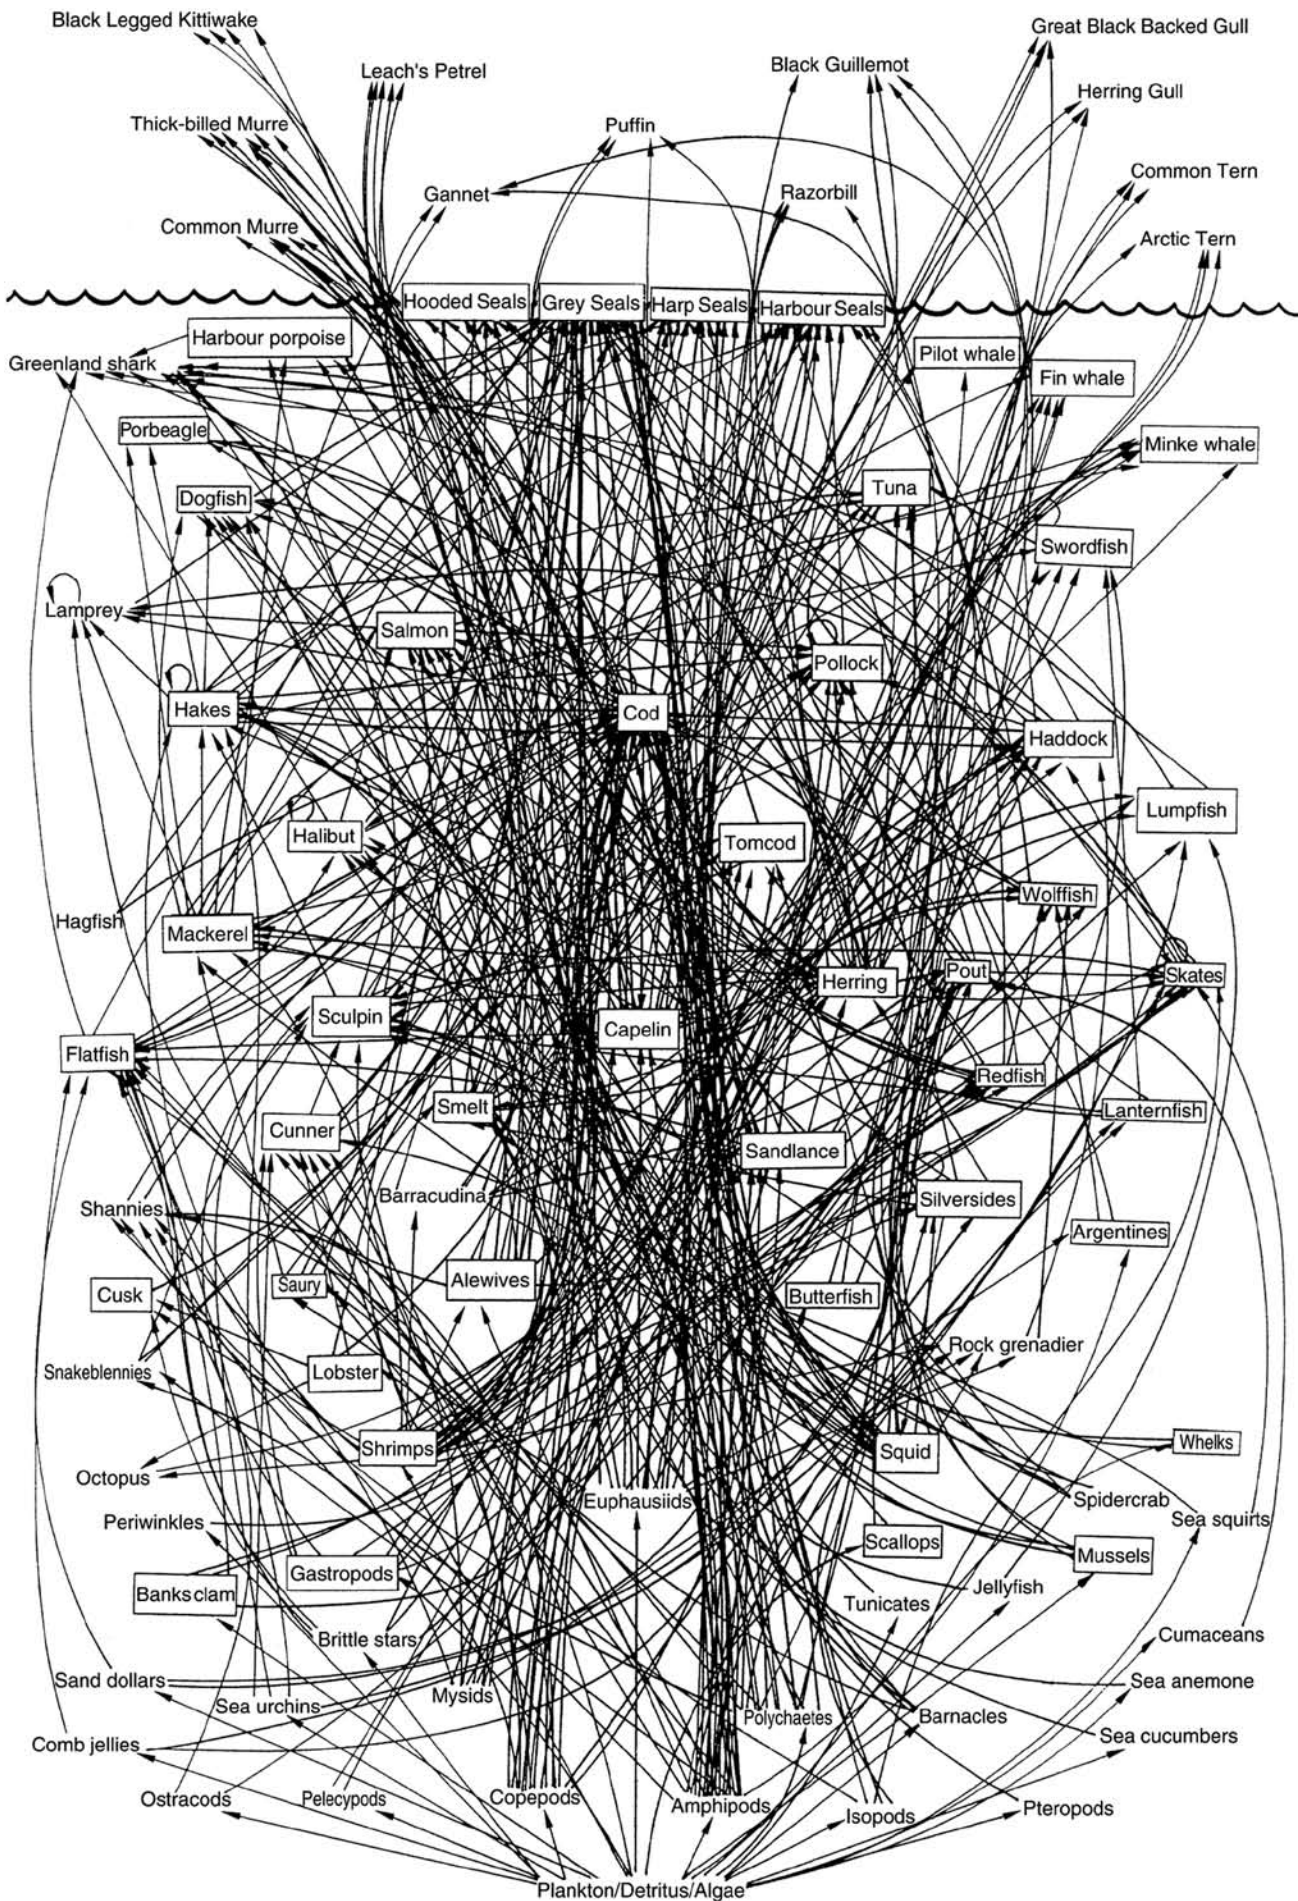 Black Legged Kittiwake
Great Black Backed Gull
Leach's Petrel
Black Guillemot
Herring Gull
Thick-billed Murre
Puffin
Common Tern
Gannet
Razorbill
Common Murre
Arctic Tern
Hooded Seals
Grey Seals
Harp Seals
Harbour Seals
Harbour porpoise
Pilot whale
Greenland shark
Fin whale
Porbeagle
Minke whale
Dogfish
Tuna
Swordfish
Lamprey
Salmon
Pollock
Hakes
Cod
Haddock
Lumpfish
Halibut
Tomcod
Wolffish
Hagfish
Mackerel
Herring
Pout
Skates
Sculpin
Capelin
Flatfish
Redfish
Smelt
Lanternfish
Cunner
Sandlance
Barracudina
Silversides
Shannies
Argentines
Cusk
Saury
Alewives
Butterfish
Rock grenadier
Snakeblennies
Lobster
Shrimps
Squid
Whelks
Octopus
Euphausiids
Spidercrab
Sea squirts
Periwinkles
Scallops
Mussels
Gastropods
Banksclam
Jellyfish
Tunicates
Brittle stars
Cumaceans
Sand dollars
Sea urchins
Mysids
Polychaetes
Barnacles
Sea anemone
Comb jellies
Sea cucumbers
Ostracods
Pelecypods
Copepods
Amphipods
Isopods
Pteropods
Plankton/Detritus/Algae